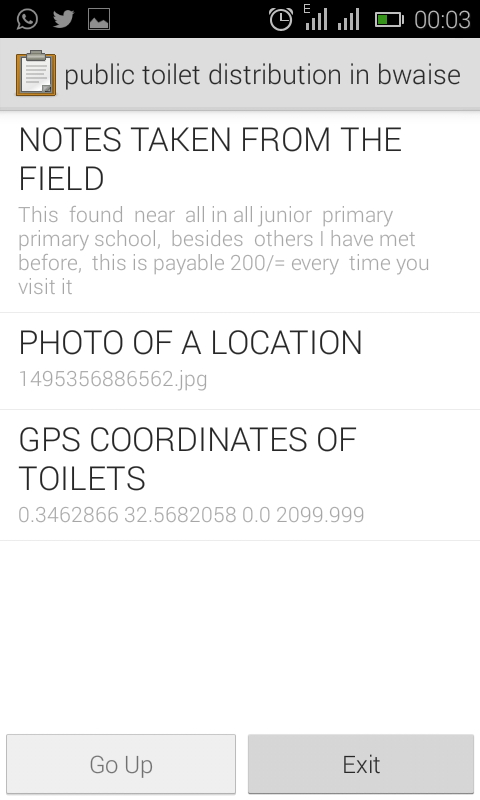 E
00:03
public toilet distribution in bwaise
NOTES TAKEN FROM THE
FIELD
This found near all in all junior primary
primary school, besides others I have met
before, this is payable 200/= every time you
visit it
PHOTO OF A LOCATION
1495356886562.jpg
GPS COORDINATES OF
TOILETS
0.3462866 32.5682058 0.0 2099.999
Go Up
Exit